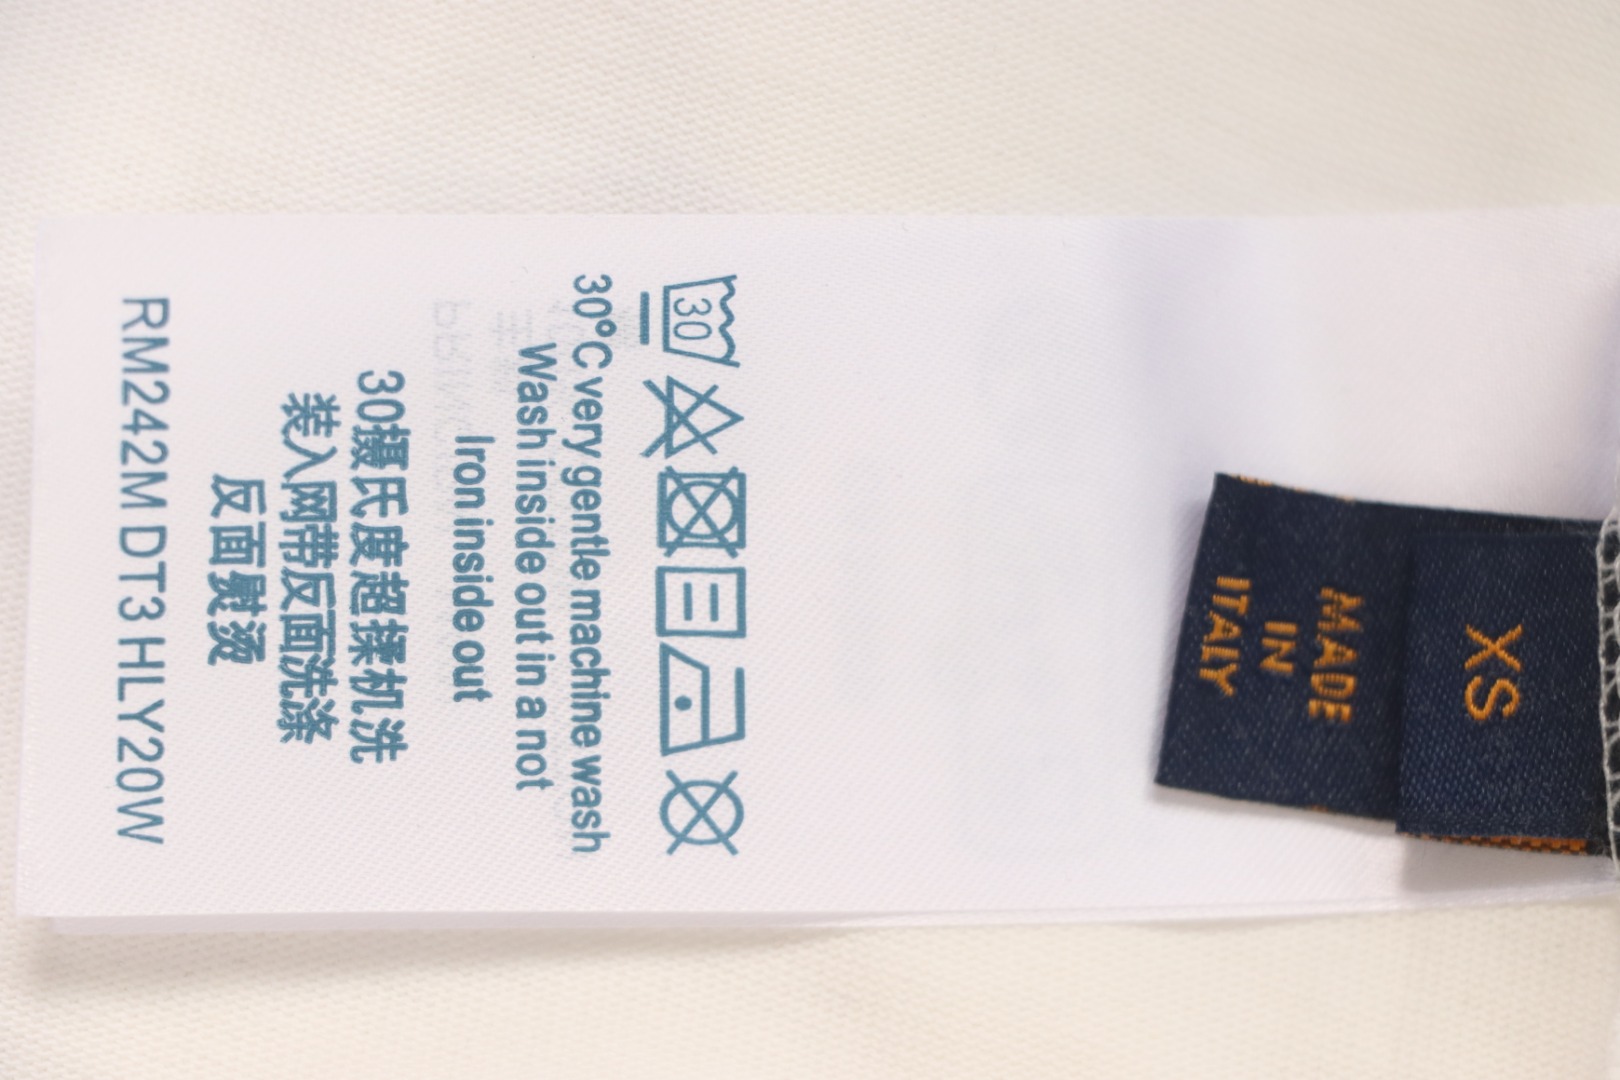 XS
MADE
IN
ITALY
30
30°C very gentle machine wash
Wash inside out in a not
Iron inside out
30摄氏度超揉机洗
装入网带反面洗涤
反面熨烫
RM242M DT3 HLY20W